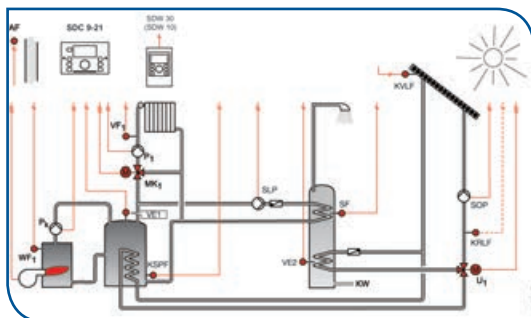 AF
SDC 9-21
SDW 30
(SDW 10)
KVLF
VF1
P1
MK1
SLP
SF
SOP
PK
VE1
WF1
KSPF
VE2
KRLF
KW
U1